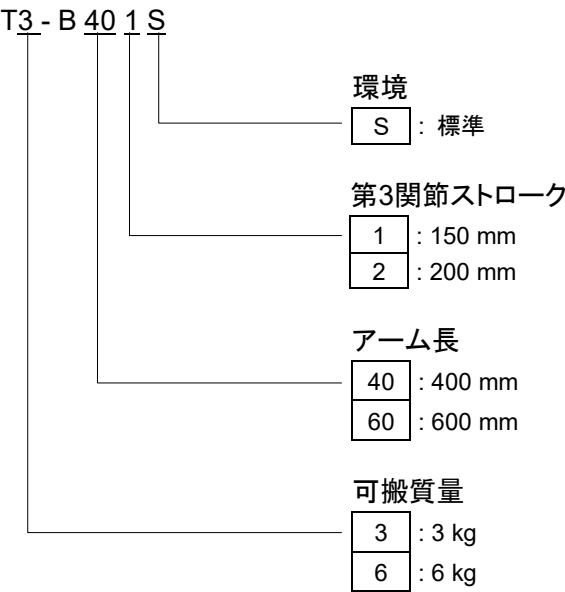 T3 - B 40 1 S
環境
S : 標準
第3関節ストローク
1 : 150 mm
2 : 200 mm
アーム長
40 : 400 mm
60 : 600 mm
可搬質量
3 : 3 kg
6 : 6 kg